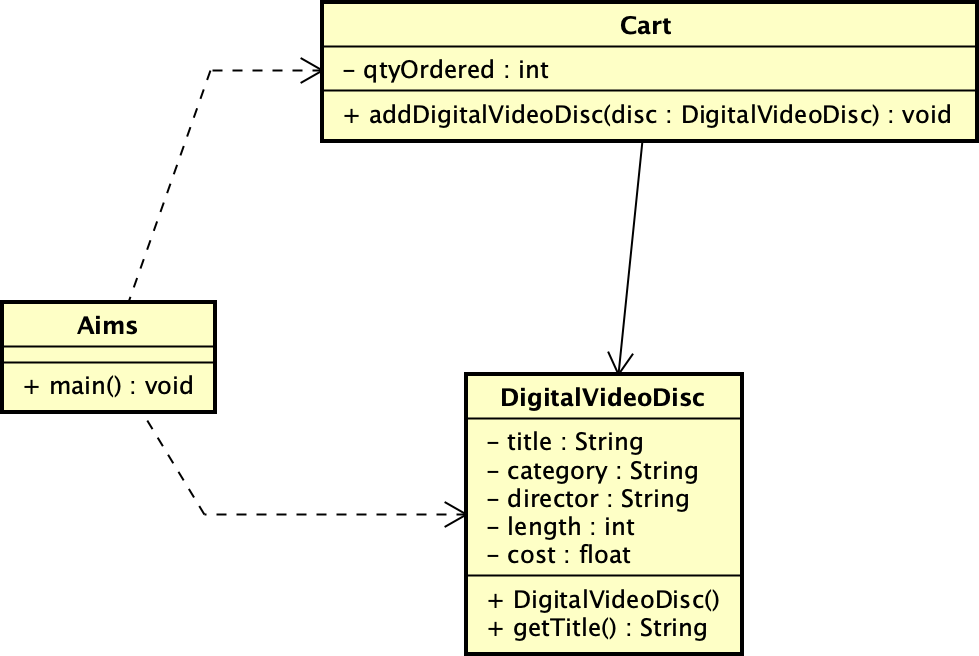 Cart
- qtyOrdered : int
+ addDigitalVideoDisc(disc : DigitalVideoDisc) : void
Aims
+ main() : void
DigitalVideoDisc
- title : String
- category : String
- director : String
- length : int
- cost : float
+ DigitalVideoDisc()
+ getTitle() : String